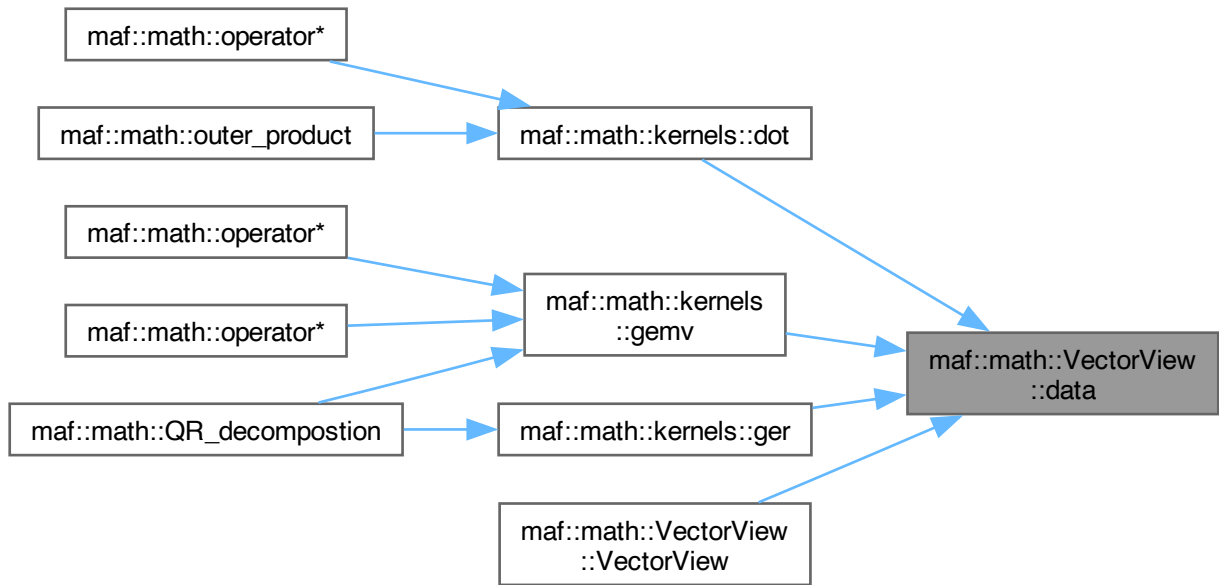 maf::math::operator*
maf::math::outer_product
maf::math::kernels::dot
maf::math::operator*
maf::math::operator*
maf::math::kernels
::gemv
maf::math::VectorView
::data
maf::math::QR_decompostion
maf::math::kernels::ger
maf::math::VectorView
::VectorView